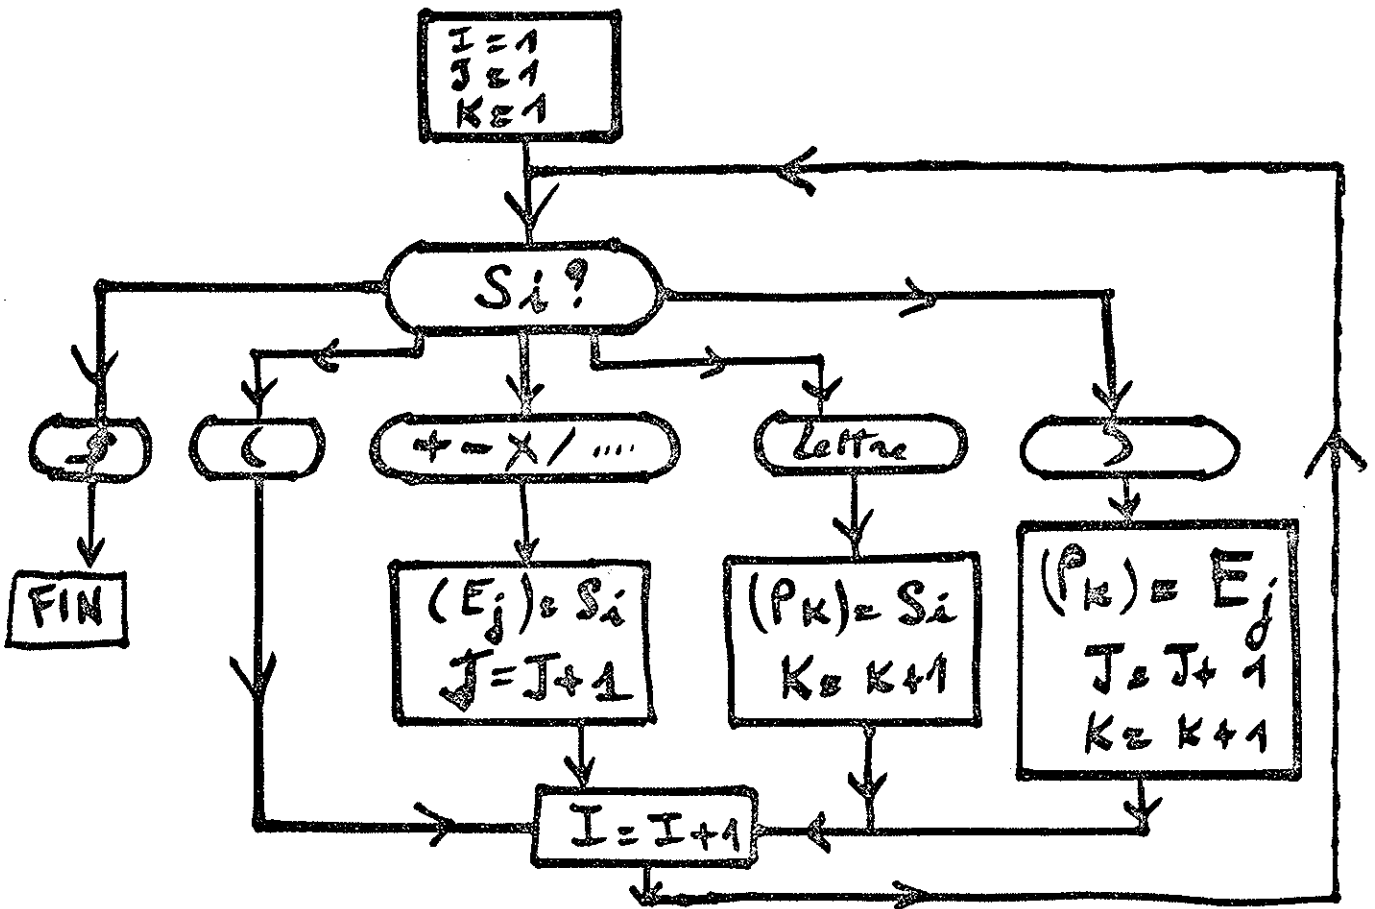 I = 1
J = 1
K = 1
Si?
(
+ - X / ....
Lettre
)
FIN
(Ej) = Si
J = J + 1
(Pk) = Si
K = K + 1
(Pk) = Ej
J = J + 1
K = K + 1
I = I + 1